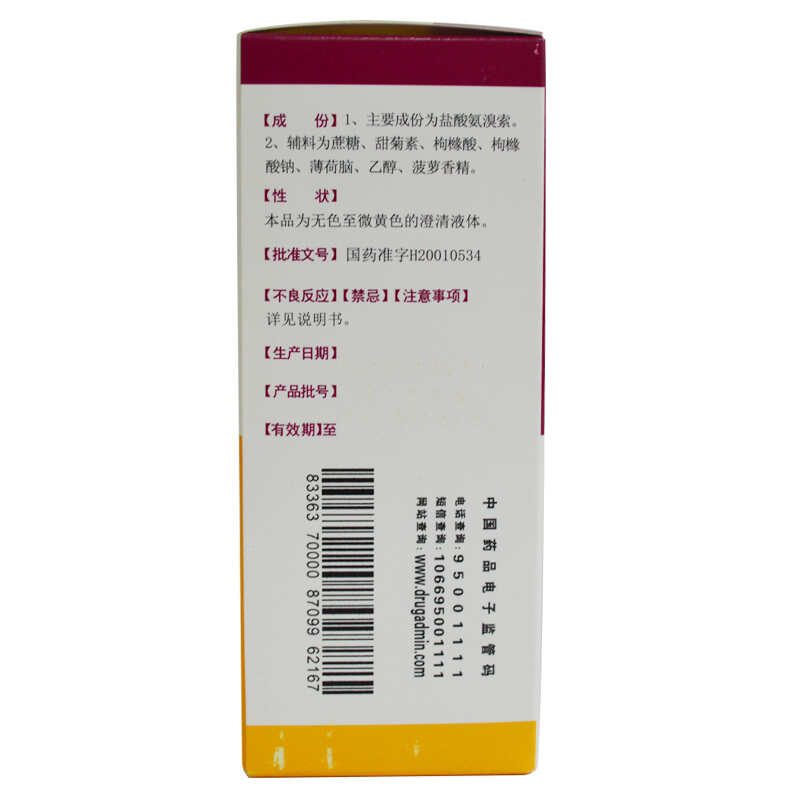 【成 份】1、主要成份为盐酸氨溴索。
2、辅料为蔗糖、甜菊素、枸橼酸、枸橼
酸钠、薄荷脑、乙醇、菠萝香精。
【性 状】
本品为无色至微黄色的澄清液体。
【批准文号】国药准字H20010534
【不良反应】【禁忌】【注意事项】
详见说明书。
【生产日期】
【产品批号】
【有效期】至
中国药品电子监管码
电话查询:95001111
短信查询:106695001111
网站查询:www.drugadmin.com
83363 70000 87099 62167